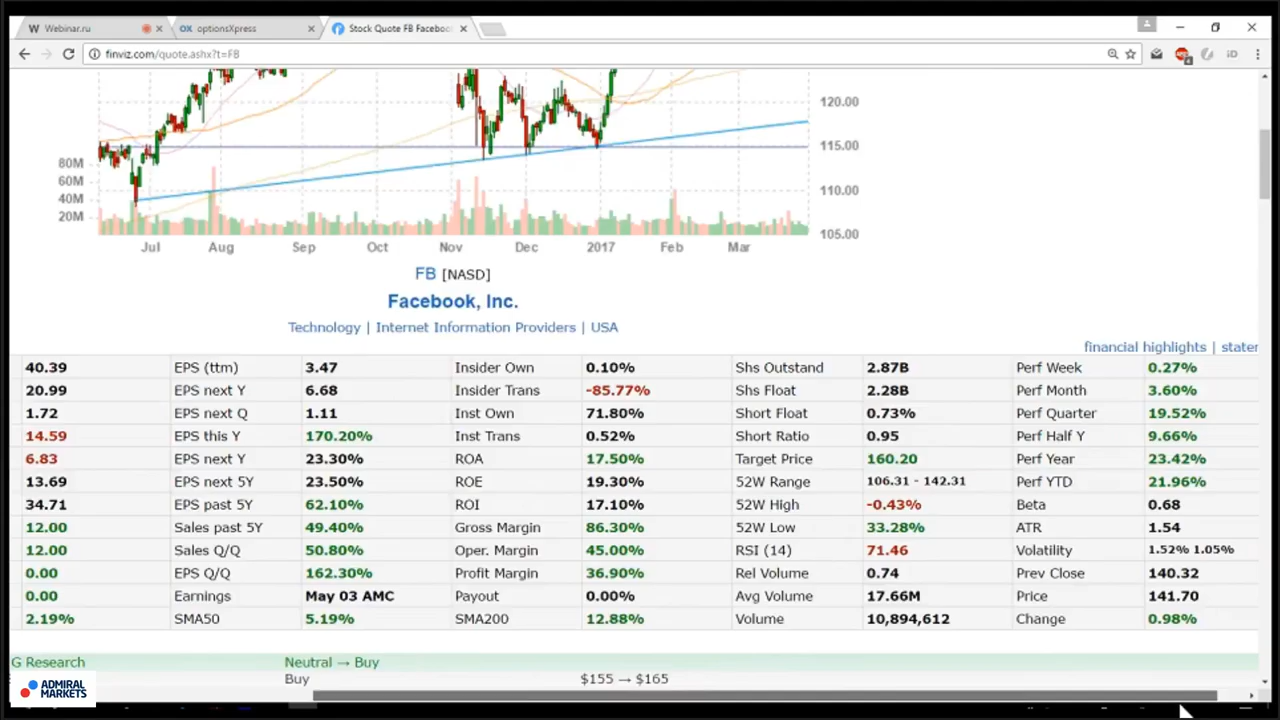 Webinar.ru
optionsXpress
Stock Quote FB Faceboo
finviz.com/quote.ashx?t=FB
120.00
115.00
80M
60M
110.00
40M
20M
105.00
Jul Aug Sep Oct Nov Dec 2017 Feb Mar
FB [NASD]
Facebook, Inc.
Technology | Internet Information Providers | USA
financial highlights | stater
40.39 EPS (ttm) 3.47 Insider Own 0.10% Shs Outstand 2.87B Perf Week 0.27%
20.99 EPS next Y 6.68 Insider Trans -85.77% Shs Float 2.28B Perf Month 3.60%
1.72 EPS next Q 1.11 Inst Own 71.80% Short Float 0.73% Perf Quarter 19.52%
14.59 EPS this Y 170.20% Inst Trans 0.52% Short Ratio 0.95 Perf Half Y 9.66%
6.83 EPS next Y 23.30% ROA 17.50% Target Price 160.20 Perf Year 23.42%
13.69 EPS next 5Y 23.50% ROE 19.30% 52W Range 106.31 - 142.31 Perf YTD 21.96%
34.71 EPS past 5Y 62.10% ROI 17.10% 52W High -0.43% Beta 0.68
12.00 Sales past 5Y 49.40% Gross Margin 86.30% 52W Low 33.28% ATR 1.54
12.00 Sales Q/Q 50.80% Oper. Margin 45.00% RSI (14) 71.46 Volatility 1.52% 1.05%
0.00 EPS Q/Q 162.30% Profit Margin 36.90% Rel Volume 0.74 Prev Close 140.32
0.00 Earnings May 03 AMC Payout 0.00% Avg Volume 17.66M Price 141.70
2.19% SMA50 5.19% SMA200 12.88% Volume 10,894,612 Change 0.98%
G Research Neutral → Buy
Buy $155 → $165
ADMIRAL
MARKETS